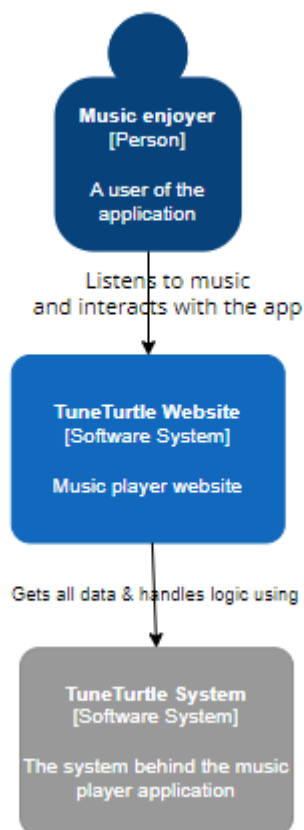 Music enjoyer
[Person]
A user of the
application
Listens to music
and interacts with the app
TuneTurtle Website
[Software System]
Music player website
Gets all data & handles logic using
TuneTurtle System
[Software System]
The system behind the music
player application